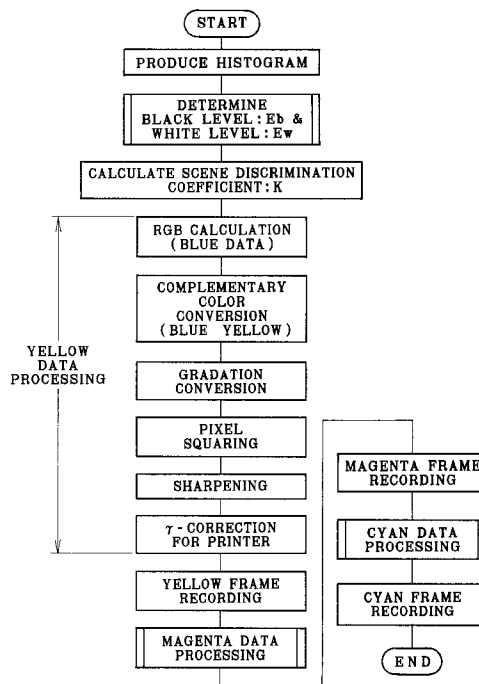 START
PRODUCE HISTOGRAM
DETERMINE
BLACK LEVEL : Eb &
WHITE LEVEL : Ew
CALCULATE SCENE DISCRIMINATION
COEFFICIENT : K
RGB CALCULATION
(BLUE DATA)
COMPLEMENTARY
COLOR
CONVERSION
(BLUE YELLOW)
YELLOW
DATA
PROCESSING
GRADATION
CONVERSION
PIXEL
SQUARING
SHARPENING
γ-CORRECTION
FOR PRINTER
YELLOW FRAME
RECORDING
MAGENTA DATA
PROCESSING
MAGENTA FRAME
RECORDING
CYAN DATA
PROCESSING
CYAN FRAME
RECORDING
END